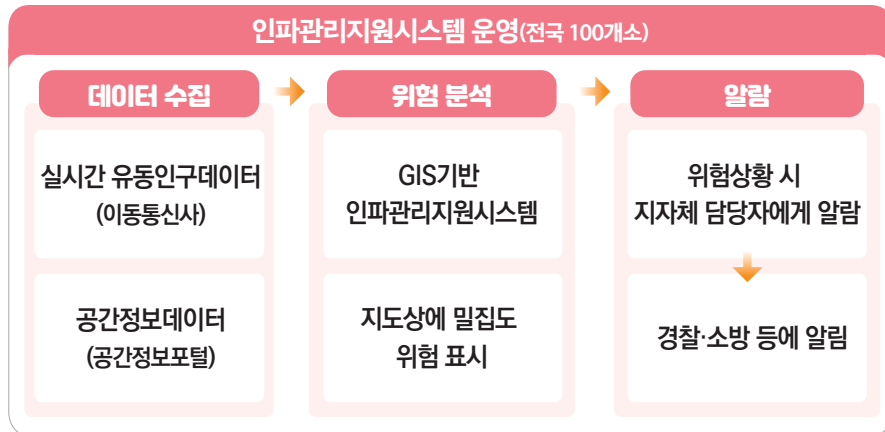 인파관리지원시스템 운영(전국 100개소)
데이터 수집
실시간 유동인구데이터
(이동통신사)
공간정보데이터
(공간정보포털)
위험 분석
GIS기반
인파관리지원시스템
지도상에 밀집도
위험 표시
알람
위험상황 시
지자체 담당자에게 알람
경찰·소방 등에 알림